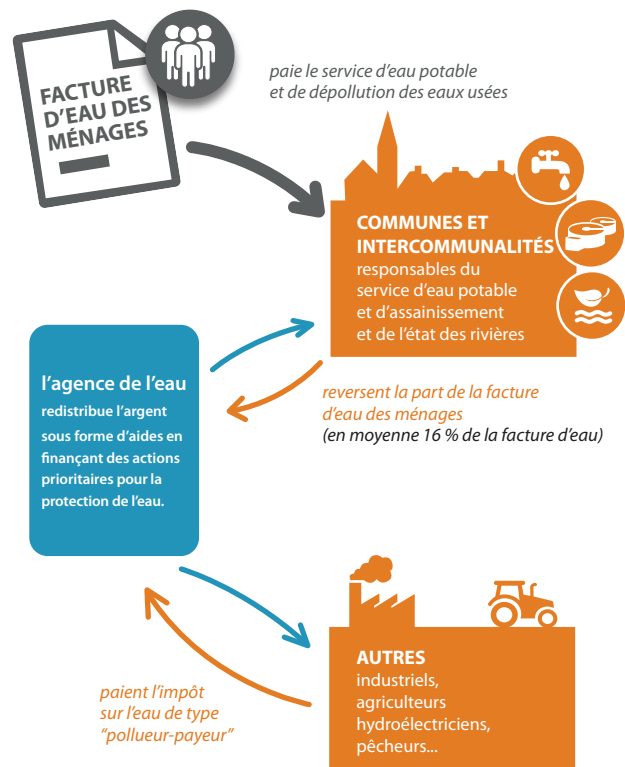 FACTURE
D'EAU DES
MÉNAGES
paie le service d'eau potable
et de dépollution des eaux usées
COMMUNES ET
INTERCOMMUNALITÉS
responsables du
service d'eau potable
et d'assainissement
et de l'état des rivières
l'agence de l'eau
redistribue l'argent
sous forme d'aides en
finançant des actions
prioritaires pour la
protection de l'eau.
reversent la part de la facture
d'eau des ménages
(en moyenne 16 % de la facture d'eau)
AUTRES
industriels,
agriculteurs
hydroélectriciens,
pêcheurs...
paient l'impôt
sur l'eau de type
“pollueur-payeur”